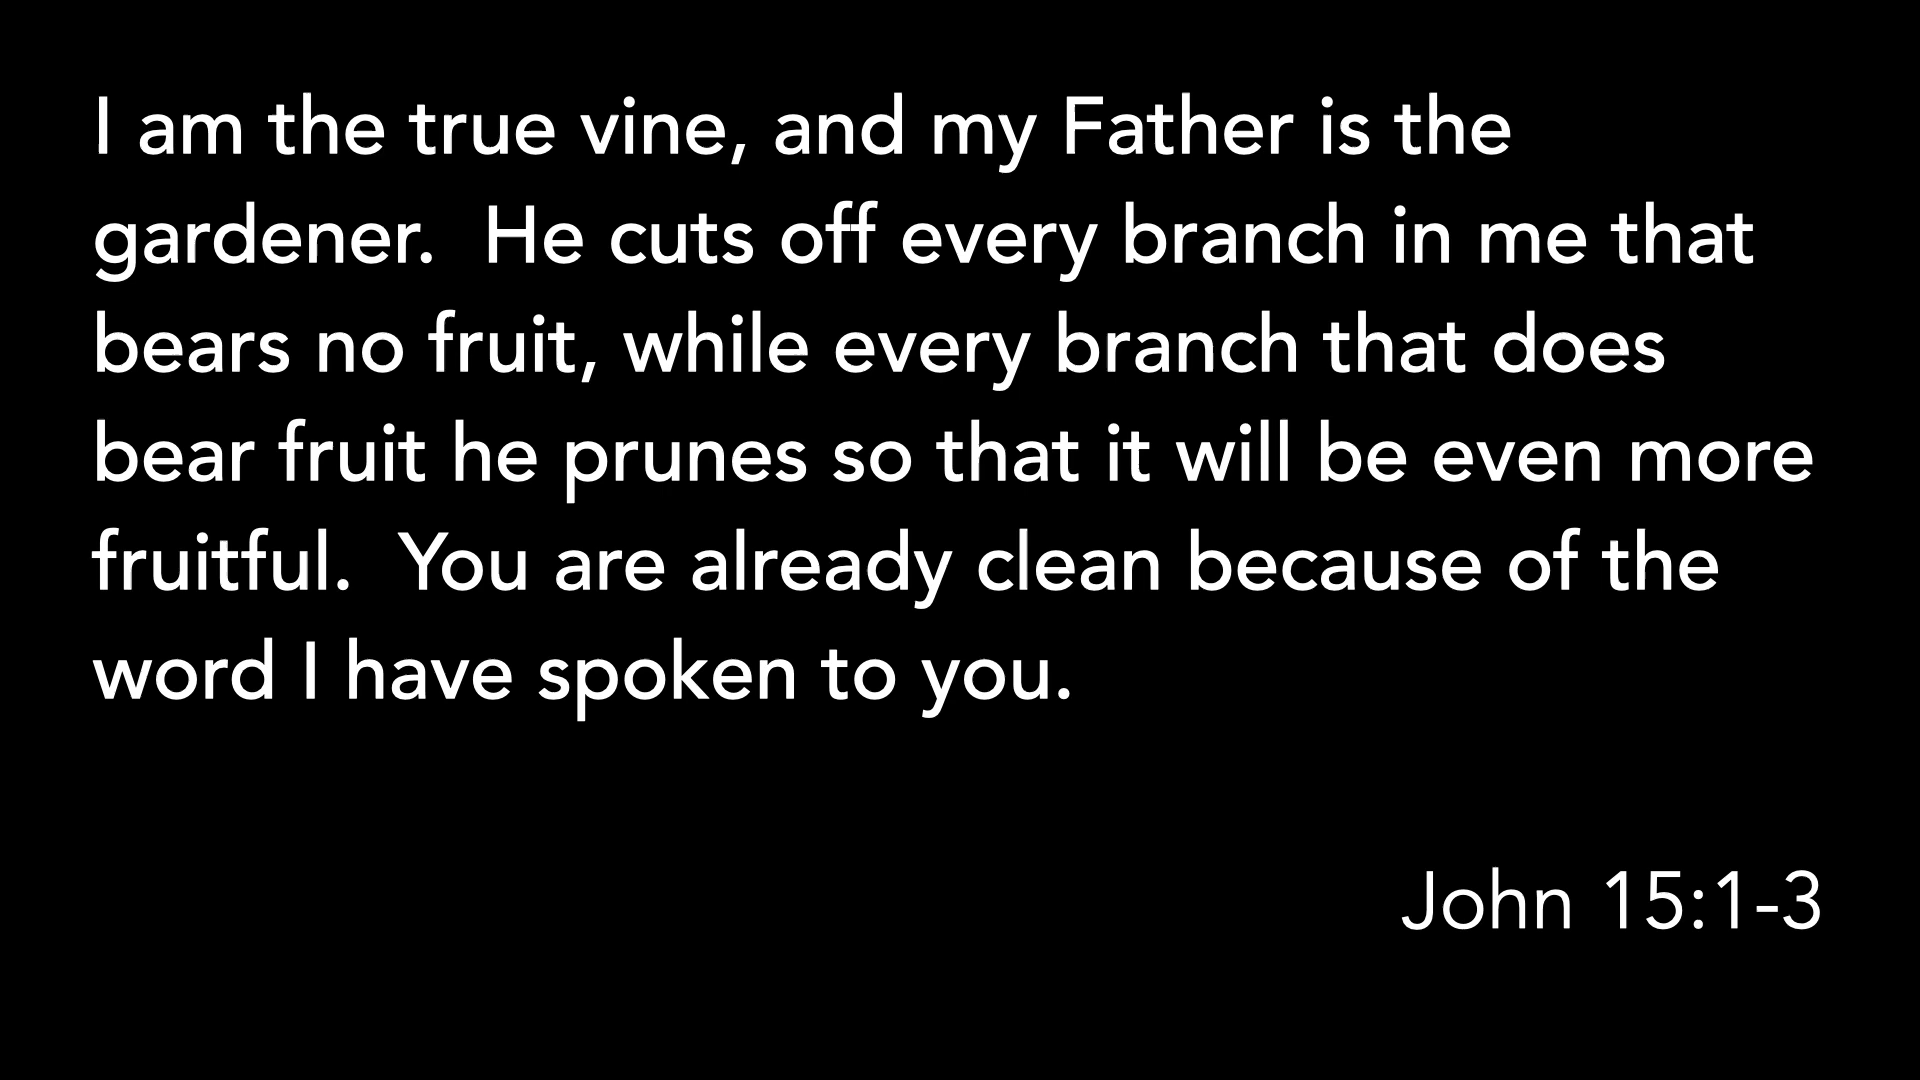 I am the true vine, and my Father is the
gardener.  He cuts off every branch in me that
bears no fruit, while every branch that does
bear fruit he prunes so that it will be even more
fruitful.  You are already clean because of the
word I have spoken to you.
John 15:1-3